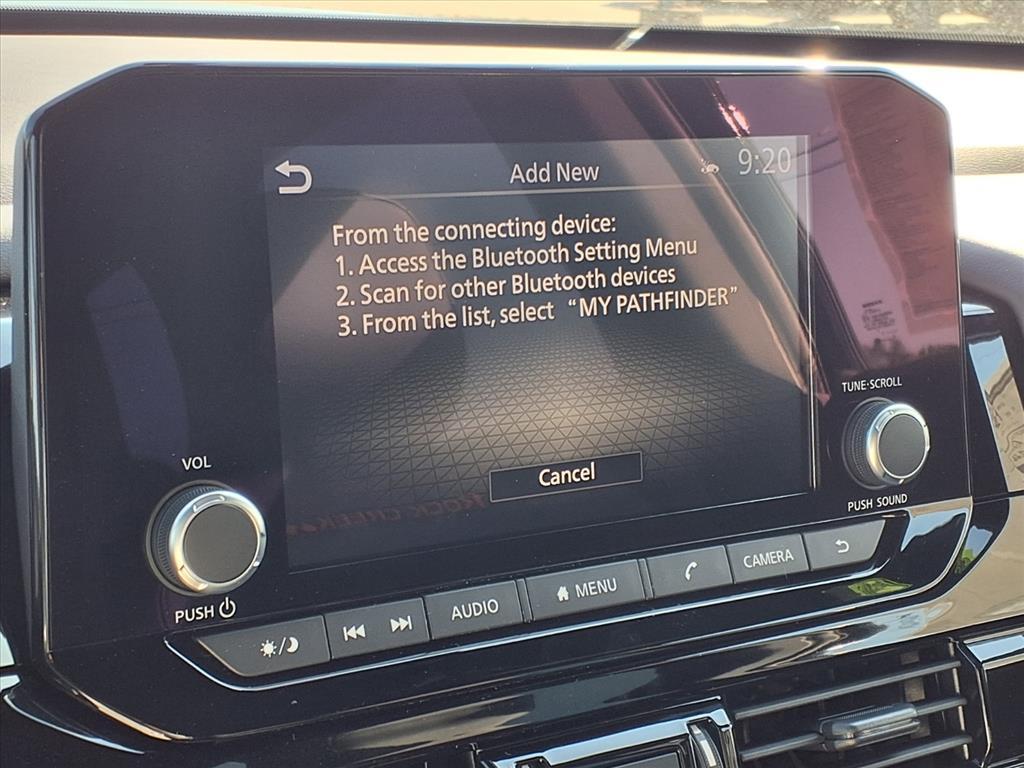 Add New
9:20
From the connecting device:
1. Access the Bluetooth Setting Menu
2. Scan for other Bluetooth devices
3. From the list, select “MY PATHFINDER”
Cancel
VOL
PUSH
TUNE·SCROLL
PUSH SOUND
AUDIO
MENU
CAMERA